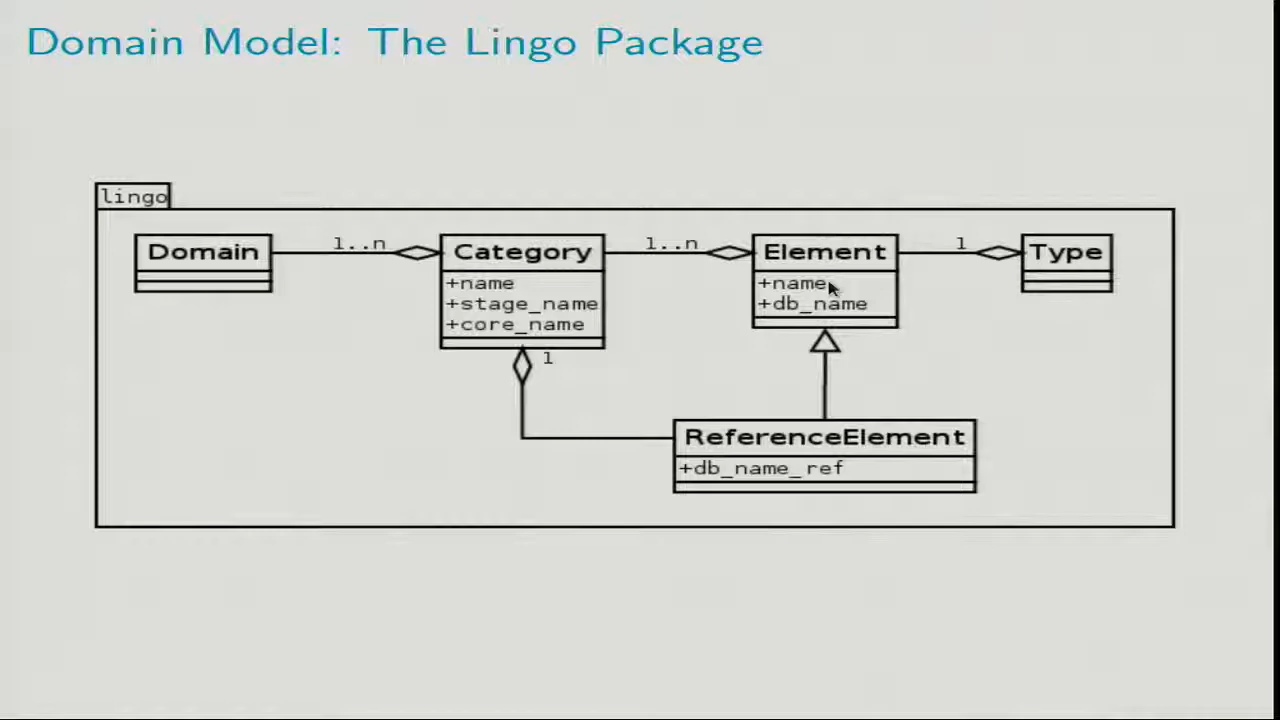 Domain Model: The Lingo Package
lingo
Domain
1..n
Category
+name
+stage_name
+core_name
1..n
Element
+name
+db_name
1
Type
1
ReferenceElement
+db_name_ref